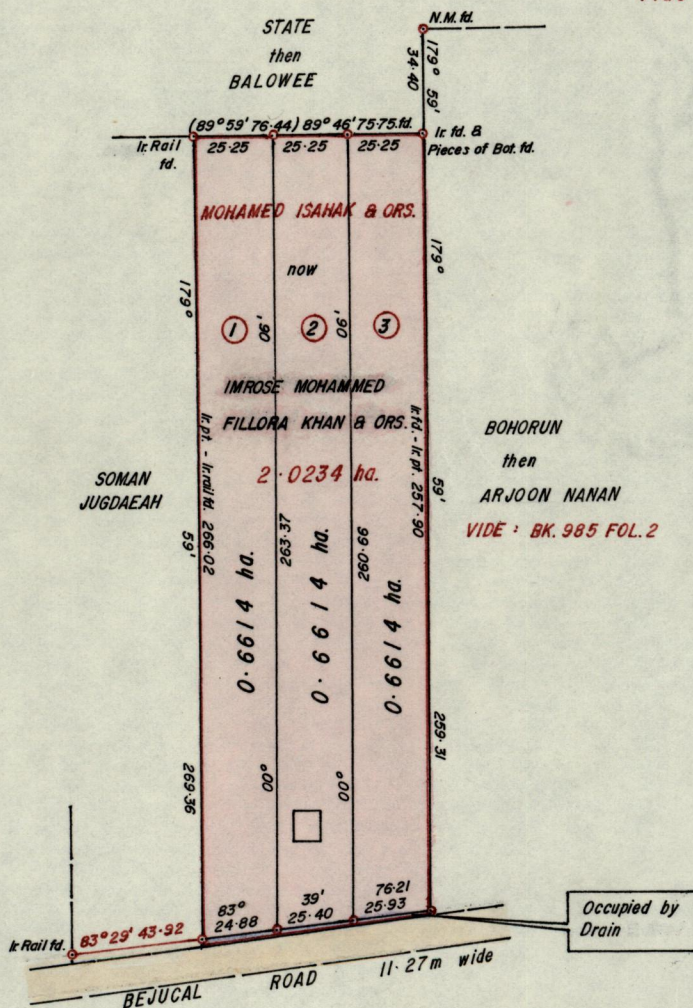 STATE
then
BALOWEE
N.M. fd.
179° 59'
34.40
(89° 59' 76.44) 89° 46' 75.75. fd.
Ir. Rail
fd.
25.25 25.25 25.25
Ir. fd. &
Pieces of Bot. fd.
MOHAMED ISAHAK & ORS.
now
179°
179°
1 2 3
06'
06'
IMROSE MOHAMMED
FILLORA KHAN & ORS.
2.0234 ha.
SOMAN
JUGDAEAH
BOHORUN
then
ARJOON NANAN
VIDE : BK. 985 FOL. 2
Ir. pt. - Ir. rail fd. 266.02
Ir. fd. - Ir. pt. 257.90
59'
59'
263.37
260.99
0.6614 ha.
0.6614 ha.
0.6614 ha.
269.36
259.31
00°
00°
83° 39' 76.21
24.88 25.40 25.93
Ir. Rail fd.
83° 29' 43.92
Occupied by
Drain
BEJUCAL ROAD 11.27m wide